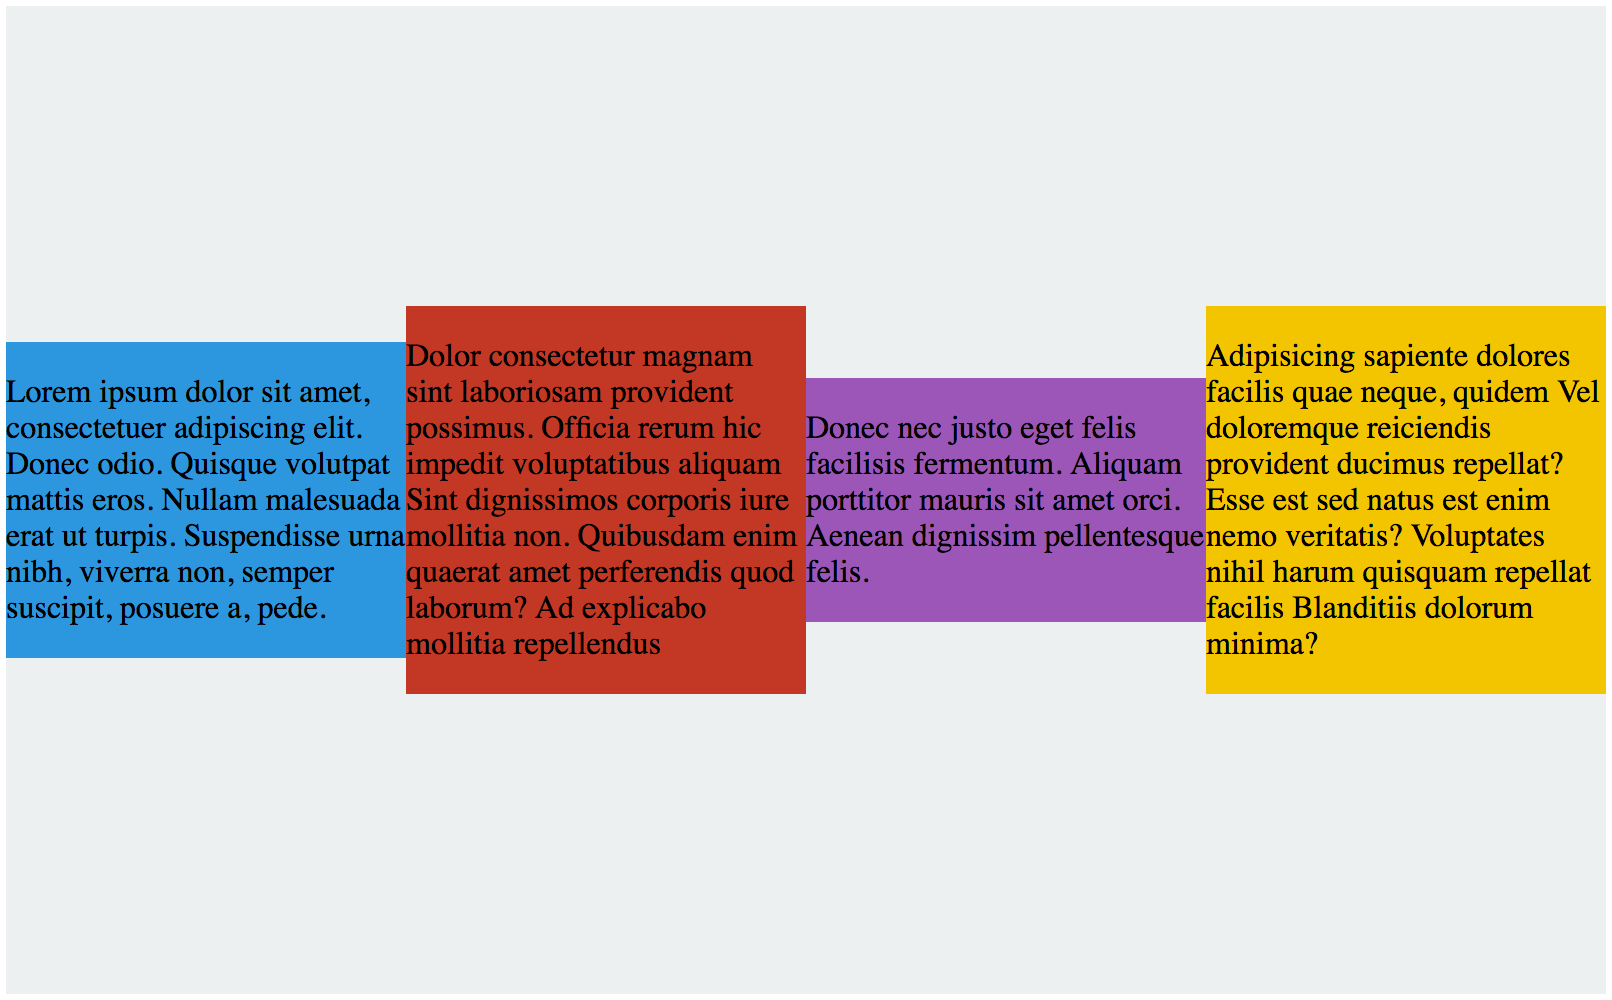 Lorem ipsum dolor sit amet,
consectetuer adipiscing elit.
Donec odio. Quisque volutpat
mattis eros. Nullam malesuada
erat ut turpis. Suspendisse urna
nibh, viverra non, semper
suscipit, posuere a, pede.
Dolor consectetur magnam
sint laboriosam provident
possimus. Officia rerum hic
impedit voluptatibus aliquam
Sint dignissimos corporis iure
mollitia non. Quibusdam enim
quaerat amet perferendis quod
laborum? Ad explicabo
mollitia repellendus
Donec nec justo eget felis
facilisis fermentum. Aliquam
porttitor mauris sit amet orci.
Aenean dignissim pellentesque
felis.
Adipisicing sapiente dolores
facilis quae neque, quidem Vel
doloremque reiciendis
provident ducimus repellat?
Esse est sed natus est enim
nemo veritatis? Voluptates
nihil harum quisquam repellat
facilis Blanditiis dolorum
minima?